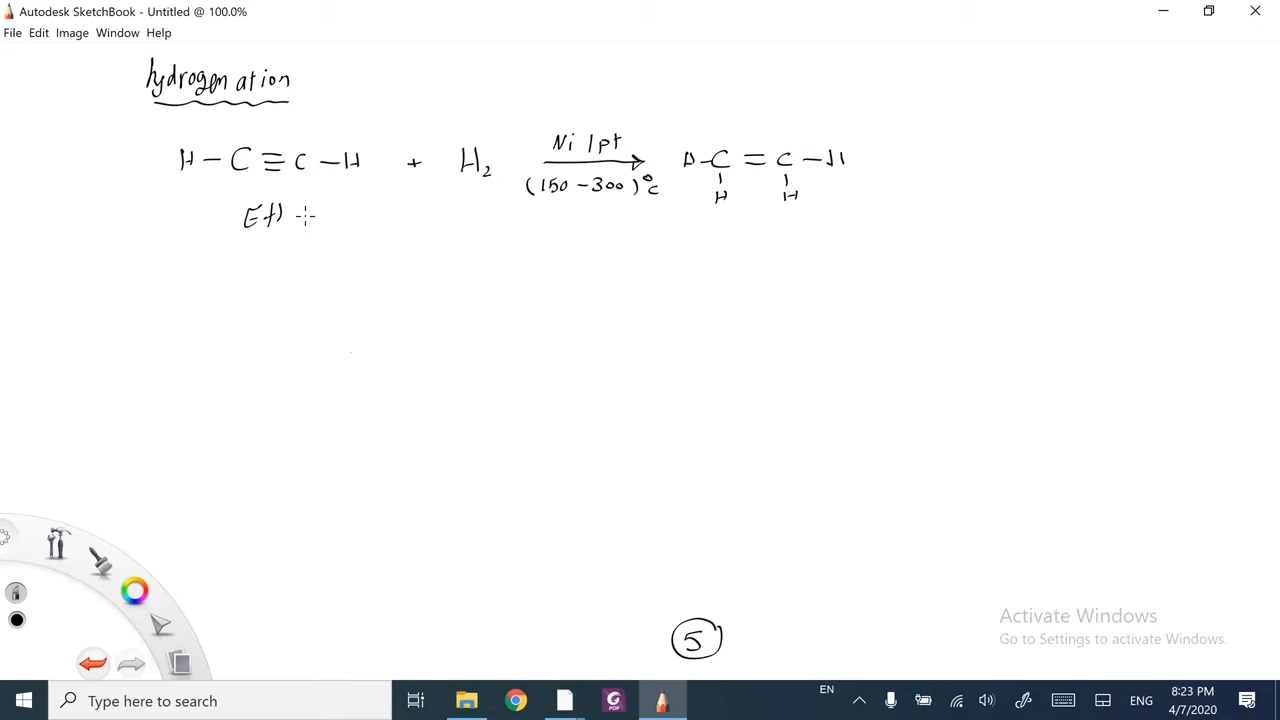 Autodesk SketchBook - Untitled @ 100.0%
File Edit Image Window Help
hydrogenation
H-C≡C-H + H₂ Ni/pt (150-300)°C H-C=C-H
H H
Eth
5
Activate Windows
Go to Settings to activate Windows.
Type here to search
PDF
EN
ENG
8:23 PM
4/7/2020